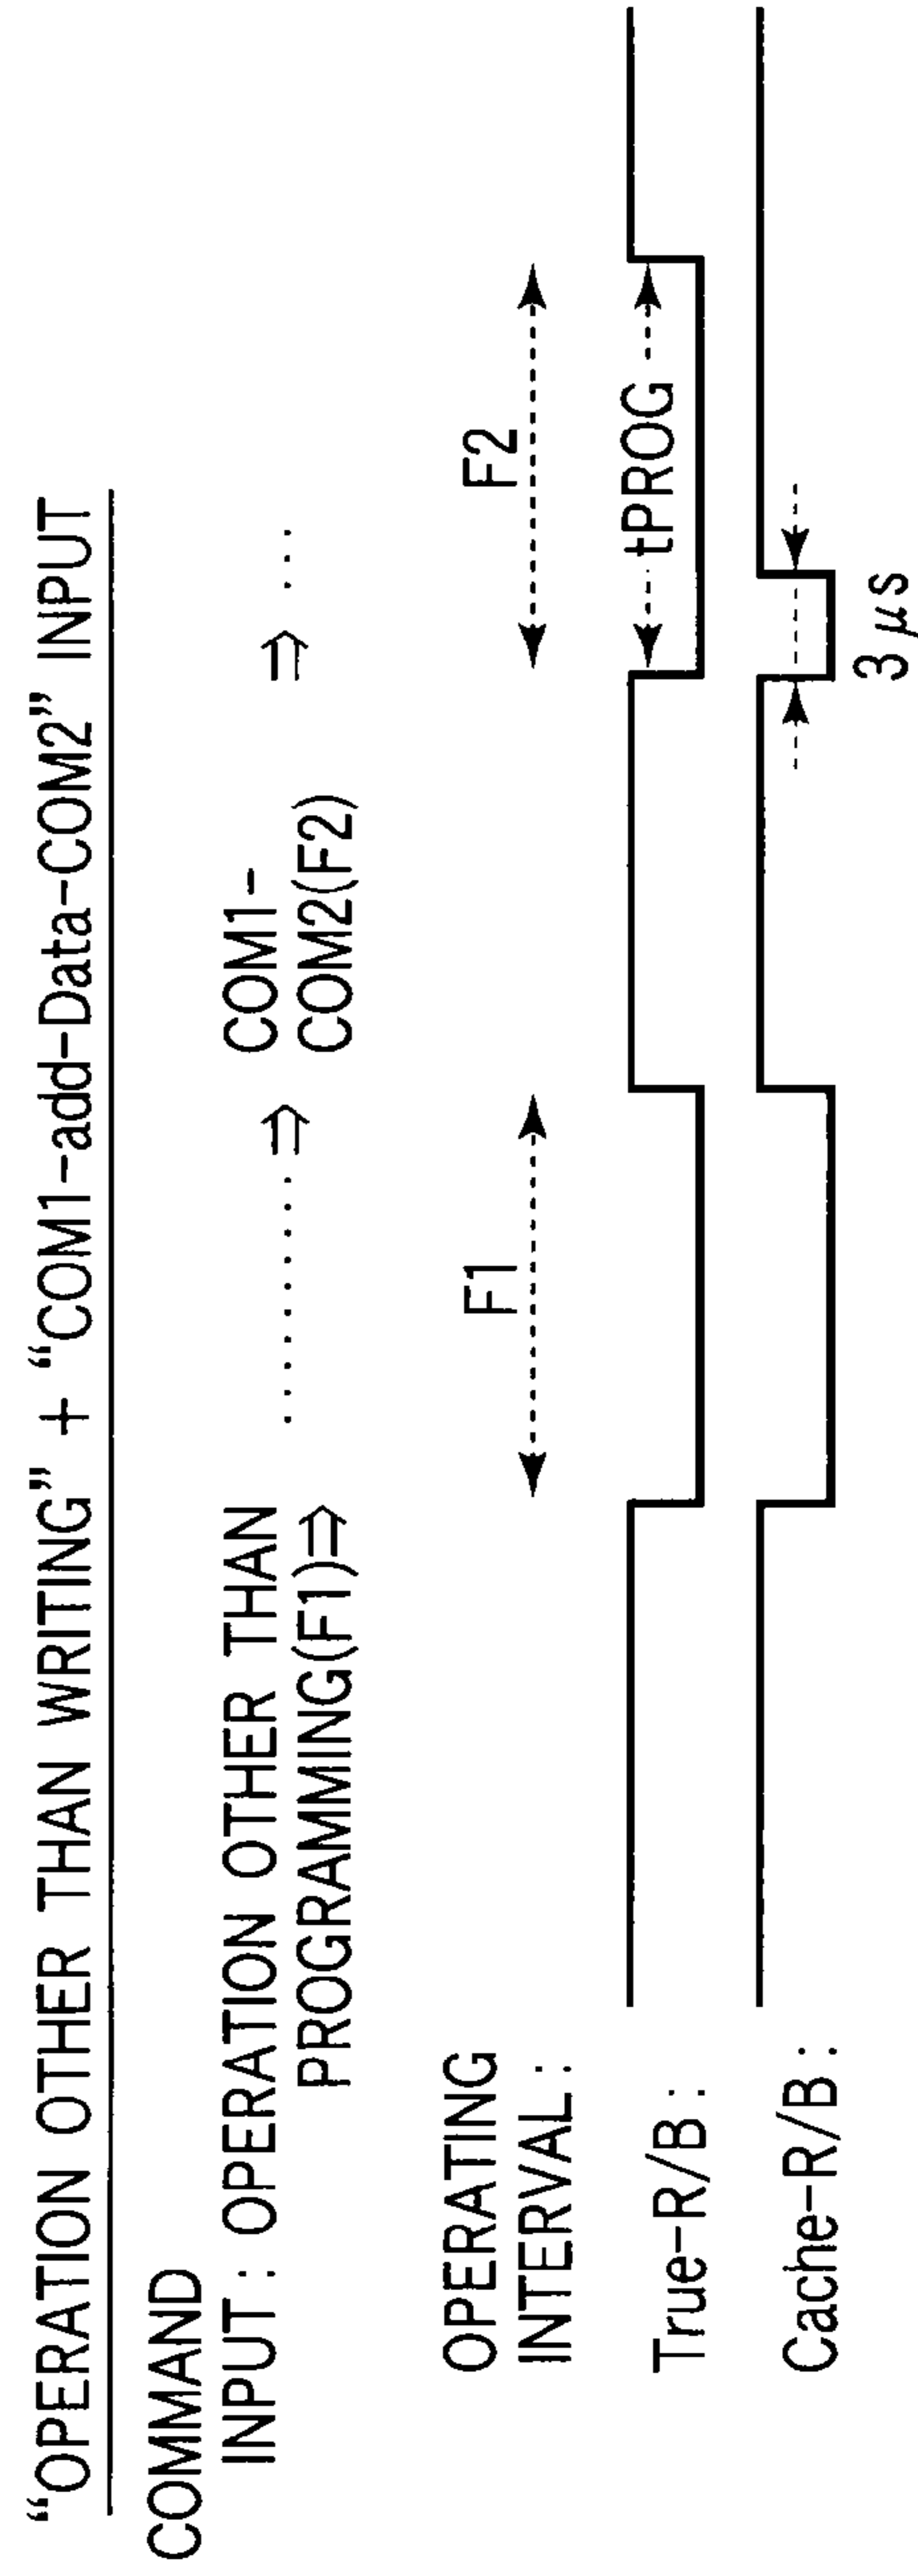 “OPERATION OTHER THAN WRITING” + “COM1-add-Data-COM2” INPUT
COMMAND
INPUT : OPERATION OTHER THAN
PROGRAMMING(F1)⇒ ·········· ⇒ COM1-
COM2(F2) ⇒ ···
OPERATING
INTERVAL : F1 F2
True-R/B : tPROG
Cache-R/B : 3 μs